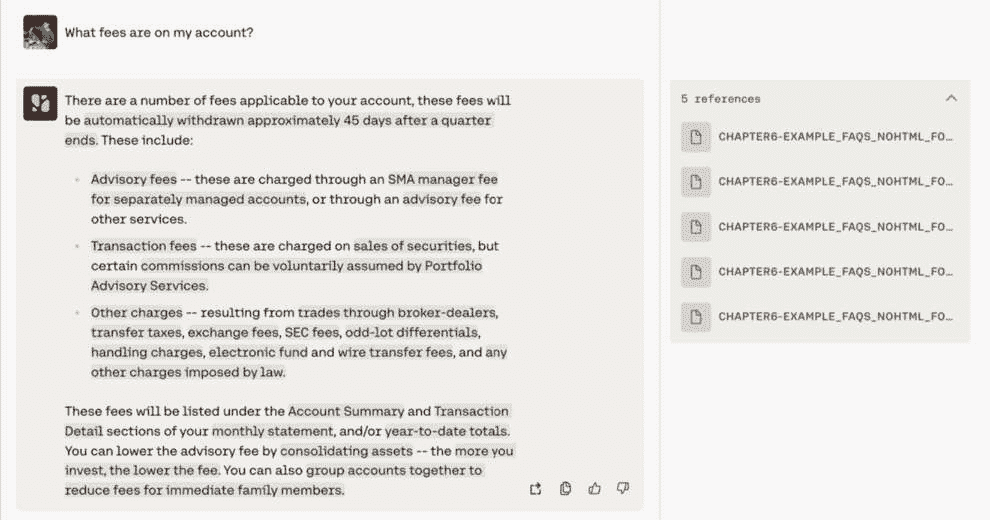 What fees are on my account?
There are a number of fees applicable to your account, these fees will
be automatically withdrawn approximately 45 days after a quarter
ends. These include:
Advisory fees -- these are charged through an SMA manager fee
for separately managed accounts, or through an advisory fee for
other services.
Transaction fees -- these are charged on sales of securities, but
certain commissions can be voluntarily assumed by Portfolio
Advisory Services.
Other charges -- resulting from trades through broker-dealers,
transfer taxes, exchange fees, SEC fees, odd-lot differentials,
handling charges, electronic fund and wire transfer fees, and any
other charges imposed by law.
These fees will be listed under the Account Summary and Transaction
Detail sections of your monthly statement, and/or year-to-date totals.
You can lower the advisory fee by consolidating assets -- the more you
invest, the lower the fee. You can also group accounts together to
reduce fees for immediate family members.
5 references
CHAPTER6-EXAMPLE_FAQS_NOHTML_FO...
CHAPTER6-EXAMPLE_FAQS_NOHTML_FO...
CHAPTER6-EXAMPLE_FAQS_NOHTML_FO...
CHAPTER6-EXAMPLE_FAQS_NOHTML_FO...
CHAPTER6-EXAMPLE_FAQS_NOHTML_FO...